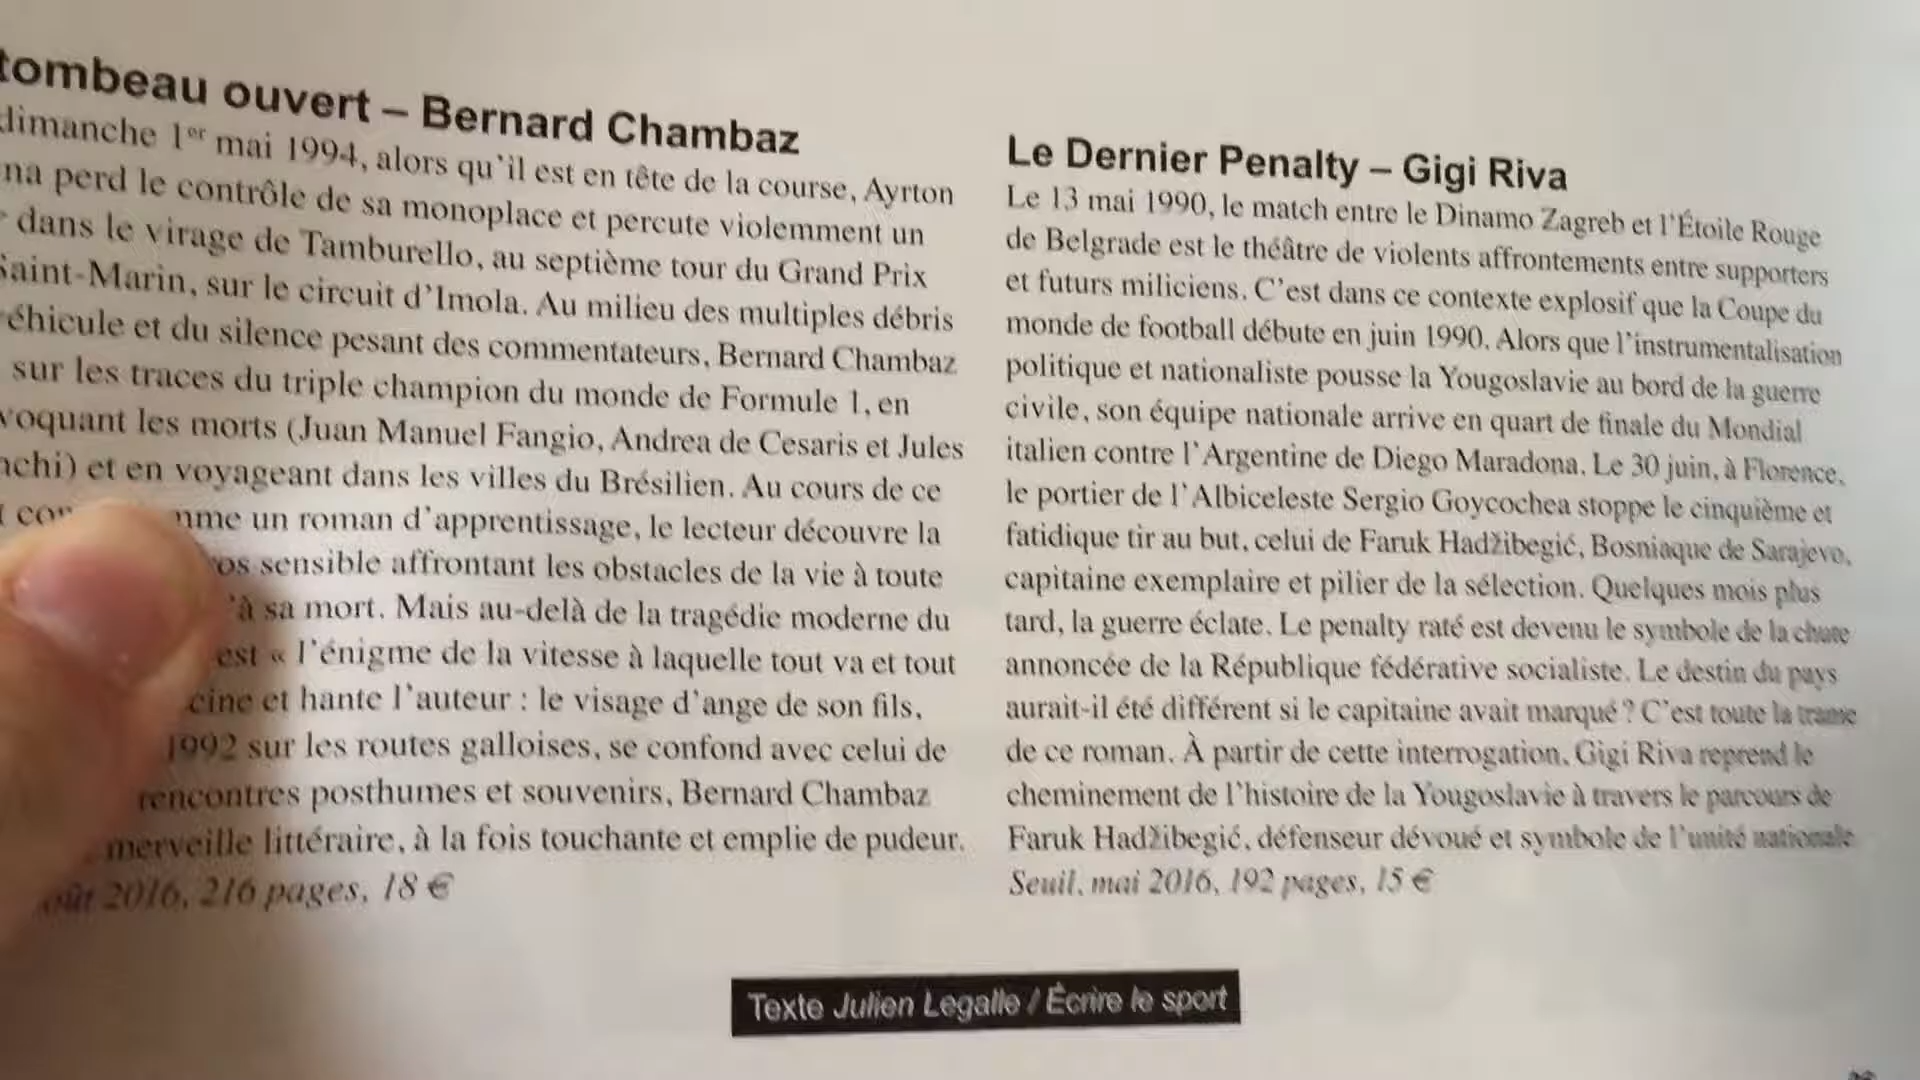 tombeau ouvert – Bernard Chambaz
dimanche 1er mai 1994, alors qu'il est en tête de la course, Ayrton
na perd le contrôle de sa monoplace et percute violemment un
dans le virage de Tamburello, au septième tour du Grand Prix
Saint-Marin, sur le circuit d'Imola. Au milieu des multiples débris
éhicule et du silence pesant des commentateurs, Bernard Chambaz
sur les traces du triple champion du monde de Formule 1, en
voquant les morts (Juan Manuel Fangio, Andrea de Cesaris et Jules
nchi) et en voyageant dans les villes du Brésilien. Au cours de ce
mme un roman d'apprentissage, le lecteur découvre la
ros sensible affrontant les obstacles de la vie à toute
'à sa mort. Mais au-delà de la tragédie moderne du
est « l'énigme de la vitesse à laquelle tout va et tout
cine et hante l'auteur : le visage d'ange de son fils,
1992 sur les routes galloises, se confond avec celui de
rencontres posthumes et souvenirs, Bernard Chambaz
merveille littéraire, à la fois touchante et emplie de pudeur.
oût 2016, 216 pages, 18 €
Le Dernier Penalty – Gigi Riva
Le 13 mai 1990, le match entre le Dinamo Zagreb et l'Étoile Rouge
de Belgrade est le théâtre de violents affrontements entre supporters
et futurs miliciens. C'est dans ce contexte explosif que la Coupe du
monde de football débute en juin 1990. Alors que l'instrumentalisation
politique et nationaliste pousse la Yougoslavie au bord de la guerre
civile, son équipe nationale arrive en quart de finale du Mondial
italien contre l'Argentine de Diego Maradona. Le 30 juin, à Florence,
le portier de l'Albiceleste Sergio Goycochea stoppe le cinquième et
fatidique tir au but, celui de Faruk Hadžibegić, Bosniaque de Sarajevo,
capitaine exemplaire et pilier de la sélection. Quelques mois plus
tard, la guerre éclate. Le penalty raté est devenu le symbole de la chute
annoncée de la République fédérative socialiste. Le destin du pays
aurait-il été différent si le capitaine avait marqué ? C'est toute la trame
de ce roman. À partir de cette interrogation, Gigi Riva reprend le
cheminement de l'histoire de la Yougoslavie à travers le parcours de
Faruk Hadžibegić, défenseur dévoué et symbole de l'unité nationale
Seuil, mai 2016, 192 pages, 15 €
Texte Julien Legalle / Écrire le sport